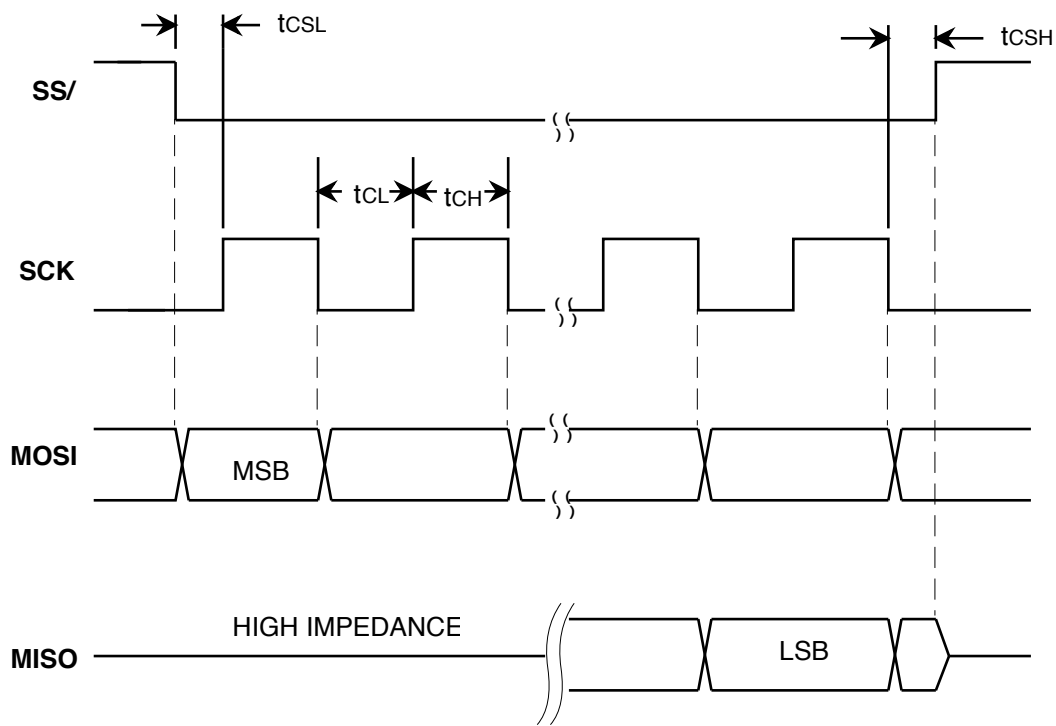 tCSL
tCSH
SS/
tCL
tCH
SCK
MOSI
MSB
HIGH IMPEDANCE
MISO
LSB